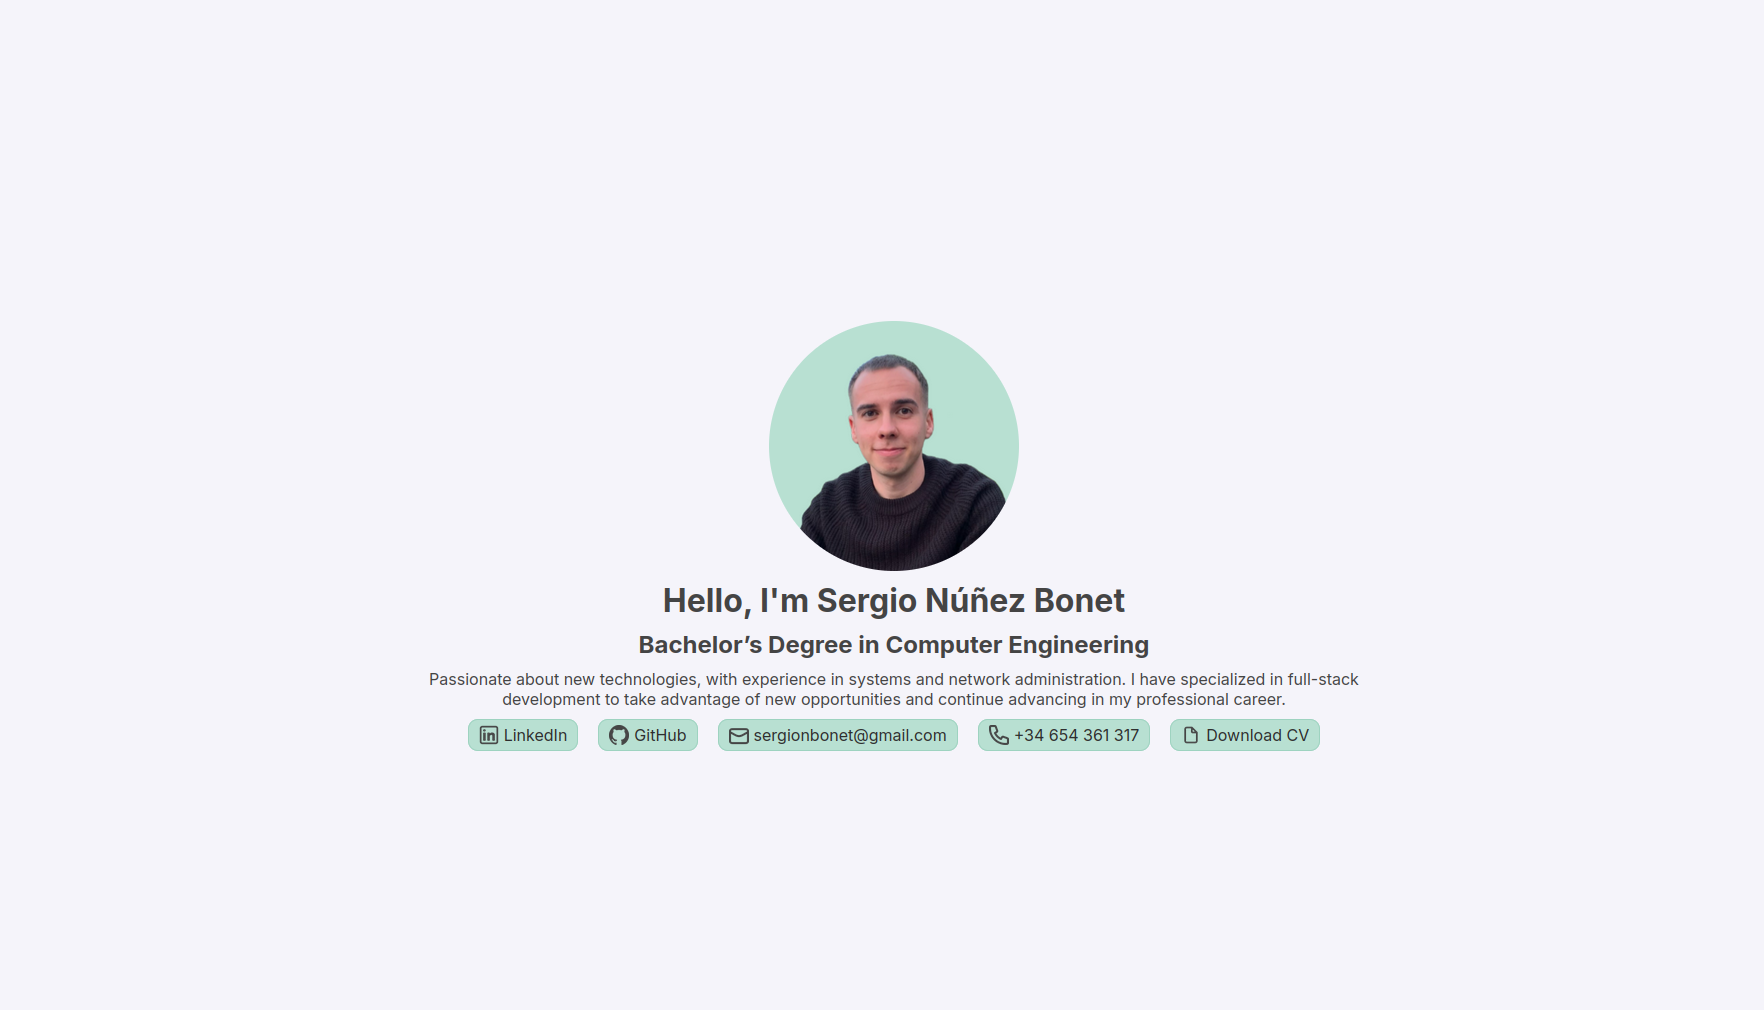 Hello, I'm Sergio Núñez Bonet
Bachelor’s Degree in Computer Engineering
Passionate about new technologies, with experience in systems and network administration. I have specialized in full-stack
development to take advantage of new opportunities and continue advancing in my professional career.
LinkedIn GitHub sergionbonet@gmail.com +34 654 361 317 Download CV